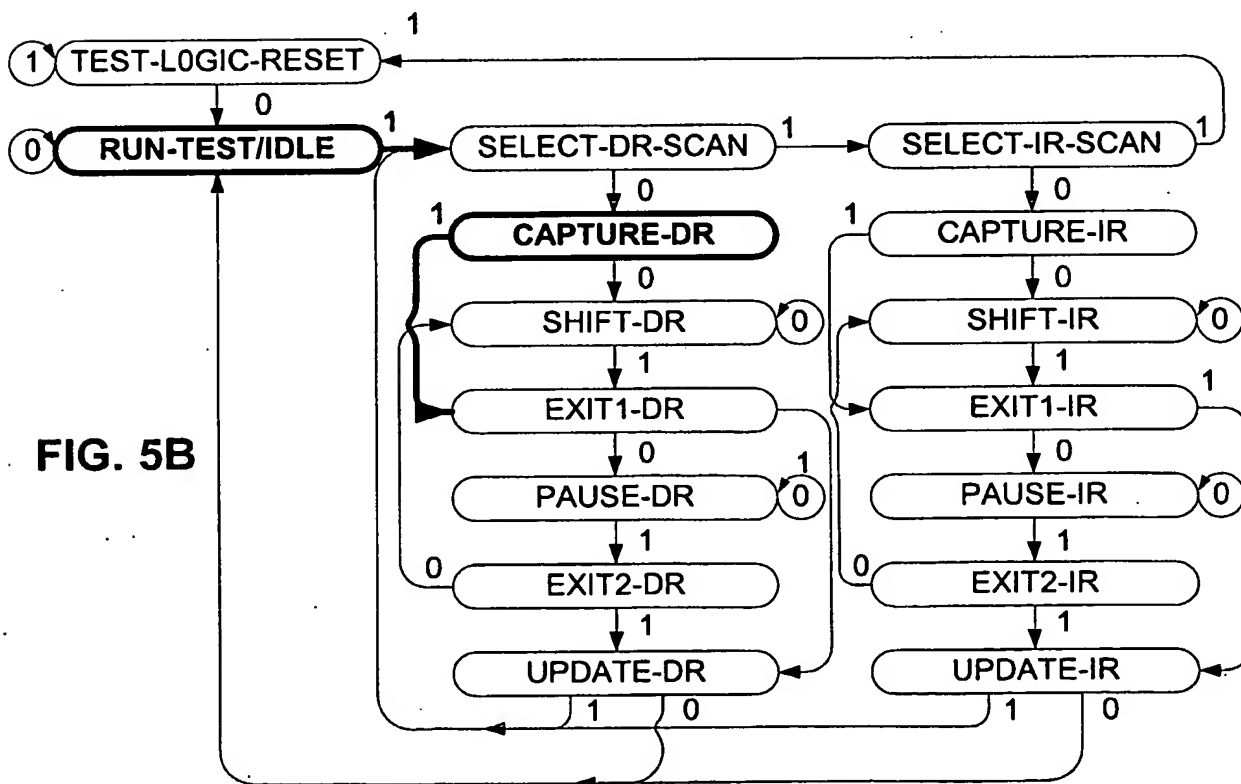 1
1 TEST-L0GIC-RESET
0
0 RUN-TEST/IDLE 1 SELECT-DR-SCAN 1 SELECT-IR-SCAN 1
0 0
1 CAPTURE-DR 1 CAPTURE-IR
0 0
SHIFT-DR 0 SHIFT-IR 0
1 1
EXIT1-DR EXIT1-IR 1
FIG. 5B
0 1 0
PAUSE-DR 0 PAUSE-IR 0
1 1
0 EXIT2-DR 0 EXIT2-IR
1 1
UPDATE-DR UPDATE-IR
1 0 1 0